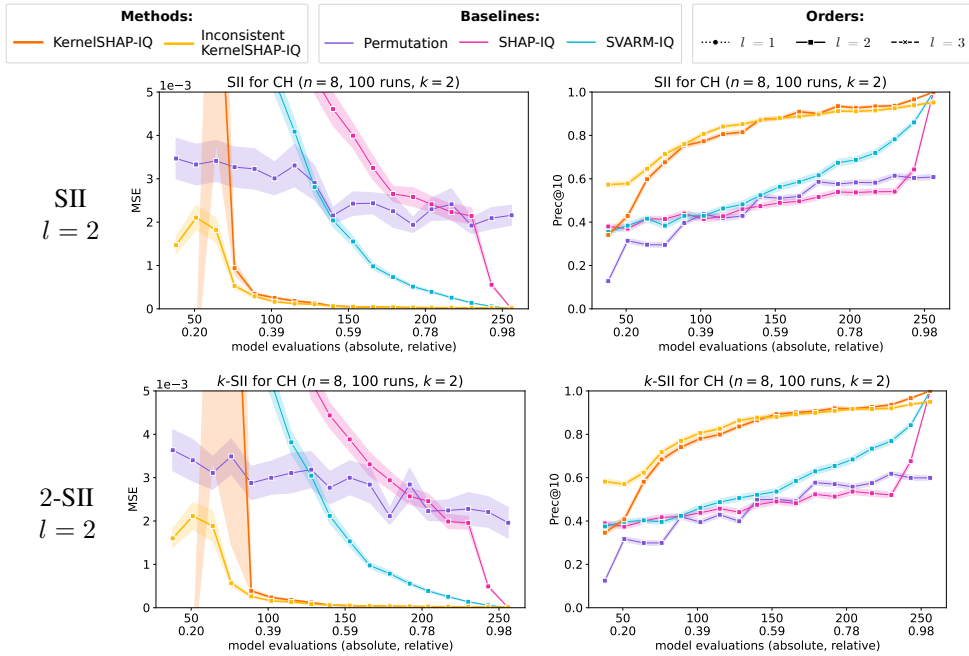 Methods:
KernelSHAP-IQ
Inconsistent
KernelSHAP-IQ
Baselines:
Permutation
SHAP-IQ
SVARM-IQ
Orders:
l = 1
l = 2
l = 3
SII
l = 2
SII for CH (n = 8, 100 runs, k = 2)
1e−3
5
4
3
2
1
0
MSE
50 100 150 200 250
0.20 0.39 0.59 0.78 0.98
model evaluations (absolute, relative)
SII for CH (n = 8, 100 runs, k = 2)
1.0
0.8
0.6
0.4
0.2
0.0
Prec@10
50 100 150 200 250
0.20 0.39 0.59 0.78 0.98
model evaluations (absolute, relative)
2-SII
l = 2
k-SII for CH (n = 8, 100 runs, k = 2)
1e−3
5
4
3
2
1
0
MSE
50 100 150 200 250
0.20 0.39 0.59 0.78 0.98
model evaluations (absolute, relative)
k-SII for CH (n = 8, 100 runs, k = 2)
1.0
0.8
0.6
0.4
0.2
0.0
Prec@10
50 100 150 200 250
0.20 0.39 0.59 0.78 0.98
model evaluations (absolute, relative)